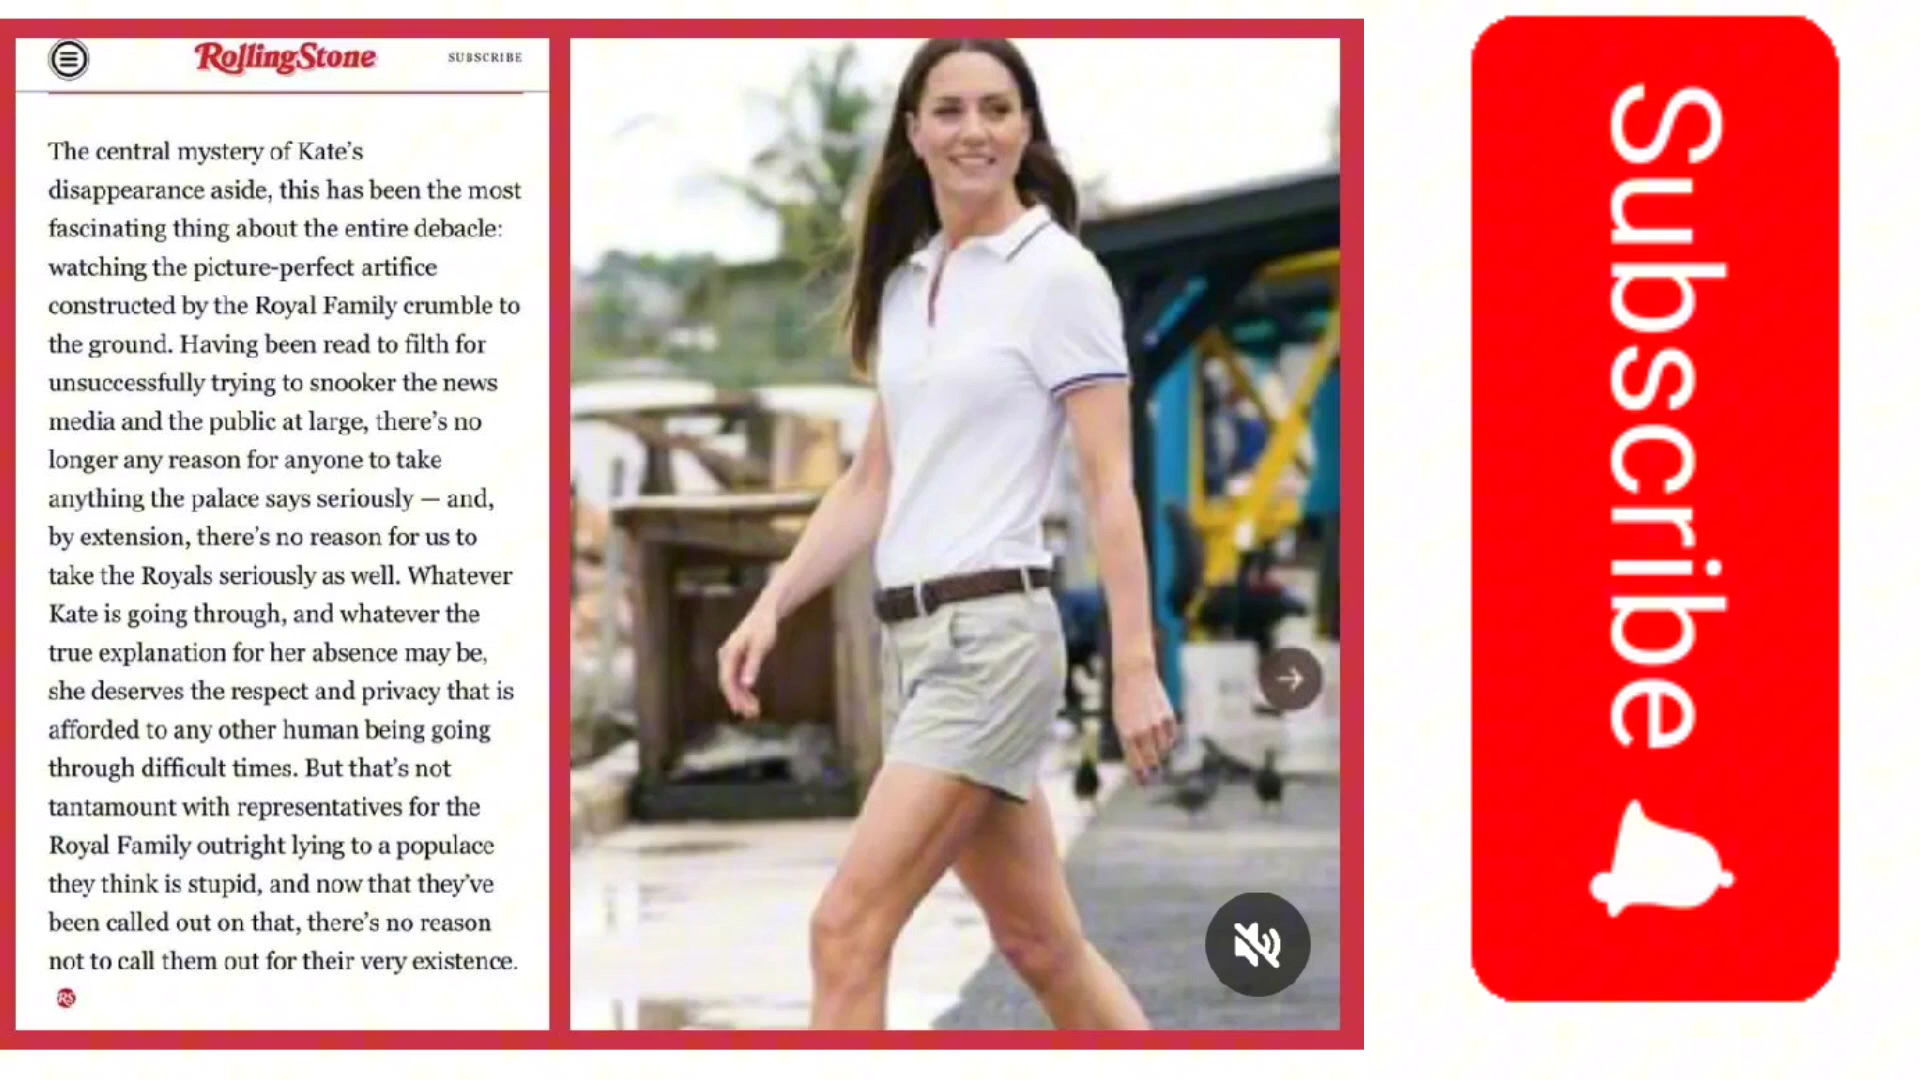 RollingStone
SUBSCRIBE
The central mystery of Kate's
disappearance aside, this has been the most
fascinating thing about the entire debacle:
watching the picture-perfect artifice
constructed by the Royal Family crumble to
the ground. Having been read to filth for
unsuccessfully trying to snooker the news
media and the public at large, there's no
longer any reason for anyone to take
anything the palace says seriously — and,
by extension, there's no reason for us to
take the Royals seriously as well. Whatever
Kate is going through, and whatever the
true explanation for her absence may be,
she deserves the respect and privacy that is
afforded to any other human being going
through difficult times. But that's not
tantamount with representatives for the
Royal Family outright lying to a populace
they think is stupid, and now that they've
been called out on that, there's no reason
not to call them out for their very existence.
RS
Subscribe